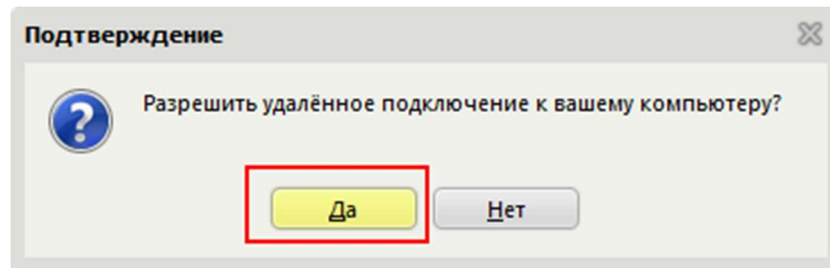 Подтверждение
Разрешить удалённое подключение к вашему компьютеру?
Да
Нет